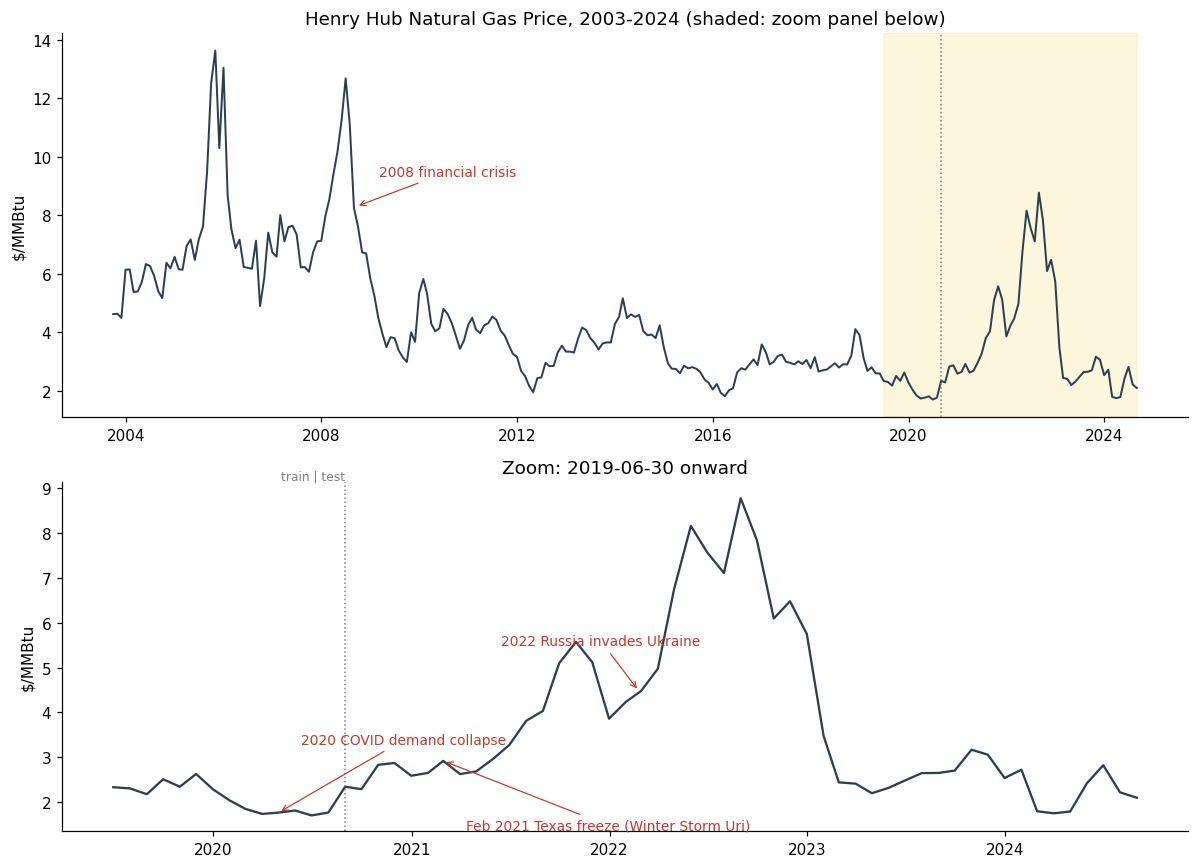 Henry Hub Natural Gas Price, 2003-2024 (shaded: zoom panel below)
14
12
10
8
6
4
2
$/MMBtu
2008 financial crisis
2004
2008
2012
2016
2020
2024
Zoom: 2019-06-30 onward
train | test
9
8
7
6
5
4
3
2
$/MMBtu
2022 Russia invades Ukraine
2020 COVID demand collapse
Feb 2021 Texas freeze (Winter Storm Uri)
2020
2021
2022
2023
2024